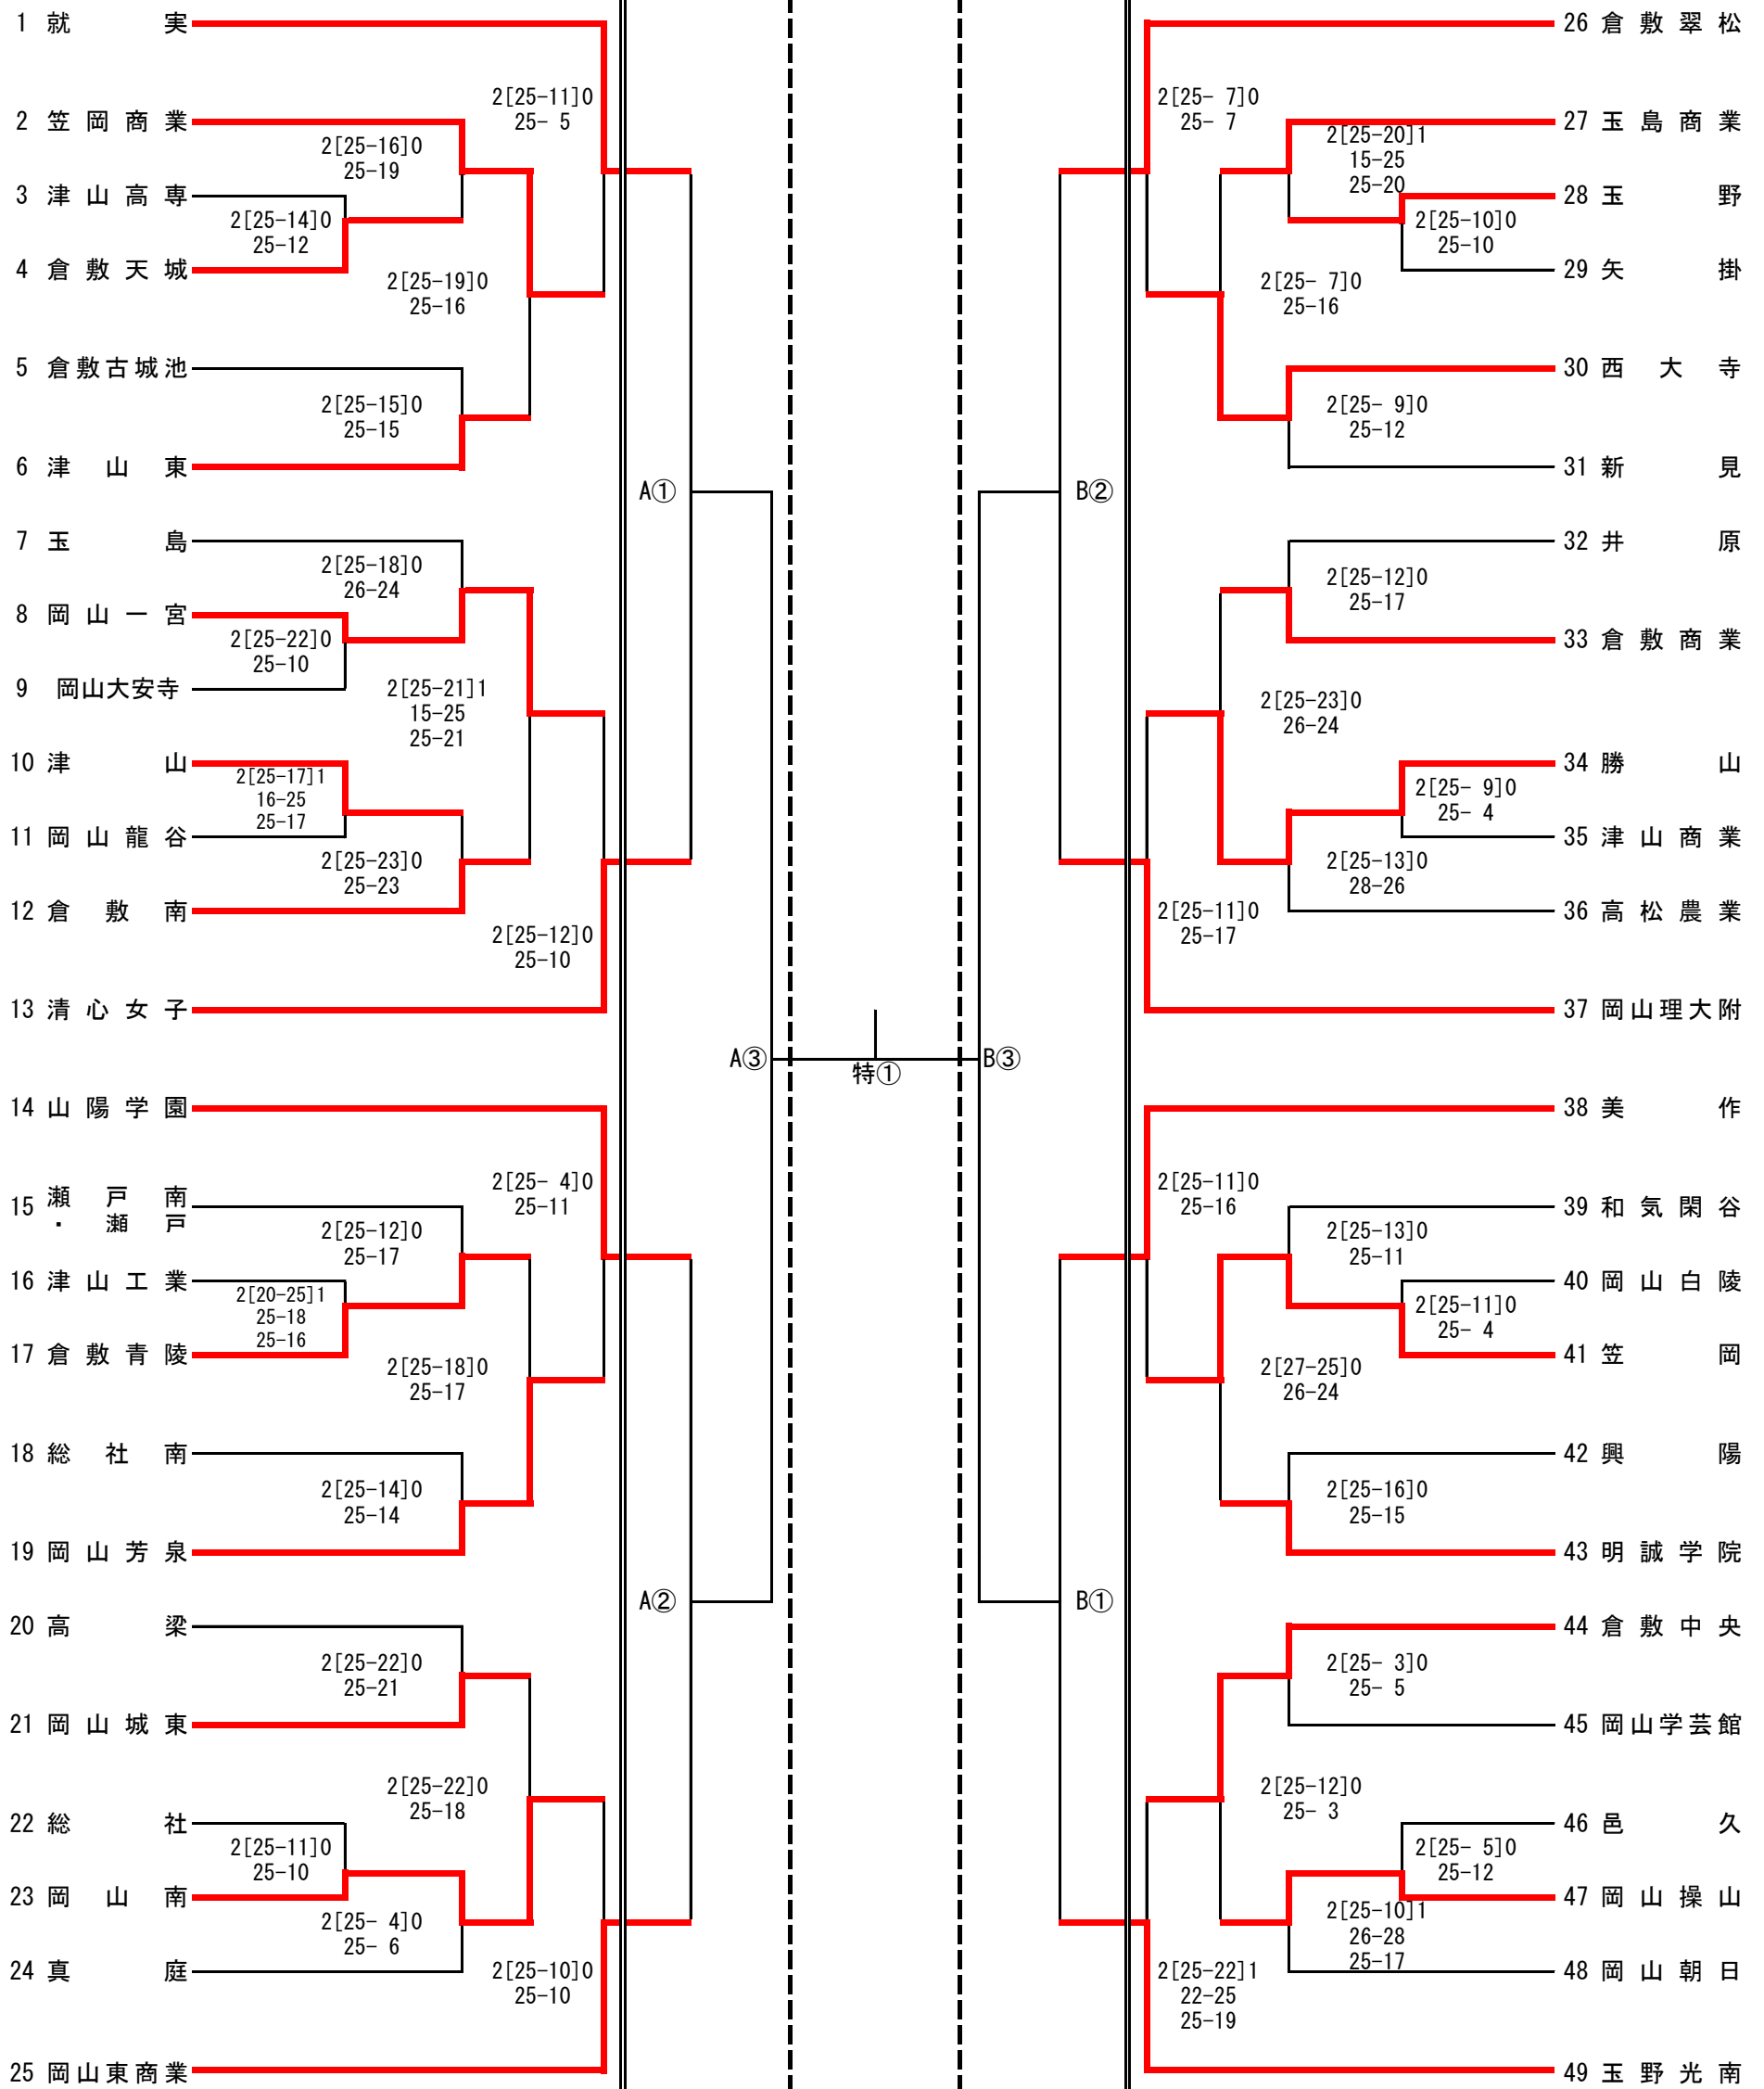 1 就実
2[25-11]0
25- 5
2 笠岡商業
2[25-16]0
25-19
3 津山高専
2[25-14]0
25-12
4 倉敷天城
2[25-19]0
25-16
5 倉敷古城池
2[25-15]0
25-15
6 津山東
A①
7 玉島
2[25-18]0
26-24
8 岡山一宮
2[25-22]0
25-10
9 岡山大安寺
2[25-21]1
15-25
25-21
10 津山
2[25-17]1
16-25
25-17
11 岡山龍谷
2[25-23]0
25-23
12 倉敷南
2[25-12]0
25-10
13 清心女子
A③
特①
14 山陽学園
2[25- 4]0
25-11
15 瀬戸南
・瀬戸
2[25-12]0
25-17
16 津山工業
2[20-25]1
25-18
25-16
17 倉敷青陵
2[25-18]0
25-17
18 総社南
2[25-14]0
25-14
19 岡山芳泉
A②
20 高梁
2[25-22]0
25-21
21 岡山城東
2[25-22]0
25-18
22 総社
2[25-11]0
25-10
23 岡山南
2[25- 4]0
25- 6
24 真庭
2[25-10]0
25-10
25 岡山東商業
26 倉敷翠松
2[25- 7]0
25- 7
27 玉島商業
2[25-20]1
15-25
25-20
28 玉野
2[25-10]0
25-10
29 矢掛
2[25- 7]0
25-16
30 西大寺
2[25- 9]0
25-12
31 新見
B②
32 井原
2[25-12]0
25-17
33 倉敷商業
2[25-23]0
26-24
34 勝山
2[25- 9]0
25- 4
35 津山商業
2[25-13]0
28-26
36 高松農業
2[25-11]0
25-17
37 岡山理大附
B③
38 美作
2[25-11]0
25-16
39 和気閑谷
2[25-13]0
25-11
40 岡山白陵
2[25-11]0
25- 4
41 笠岡
2[27-25]0
26-24
42 興陽
2[25-16]0
25-15
43 明誠学院
B①
44 倉敷中央
2[25- 3]0
25- 5
45 岡山学芸館
2[25-12]0
25- 3
46 邑久
2[25- 5]0
25-12
47 岡山操山
2[25-10]1
26-28
25-17
48 岡山朝日
2[25-22]1
22-25
25-19
49 玉野光南